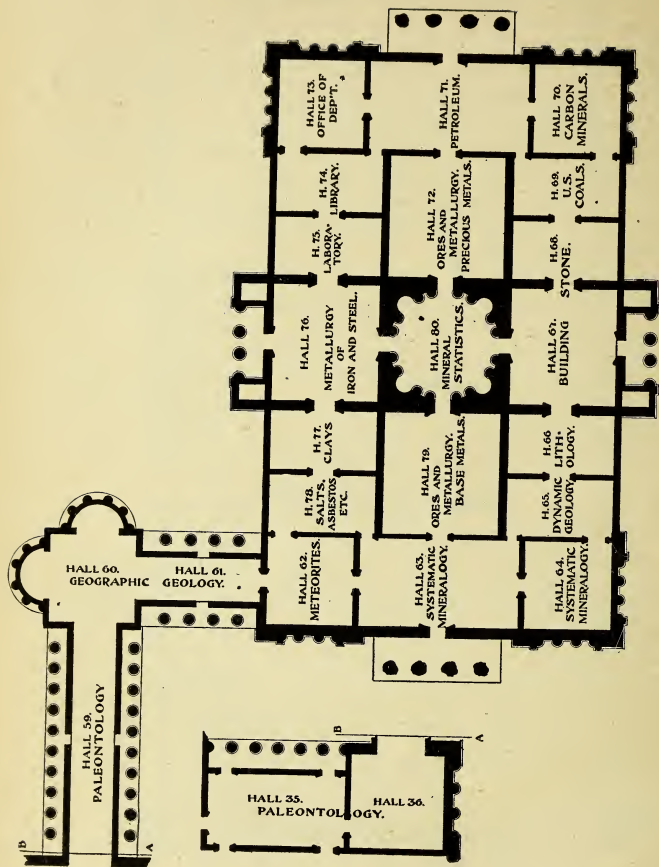 HALL 73.
OFFICE OF
DEP'T.
HALL 71.
PETROLEUM.
HALL 70.
CARBON
MINERALS.
H. 74.
LIBRARY.
H. 69.
U.S.
COALS.
HALL 72.
ORES AND
METALLURGY.
PRECIOUS METALS.
H. 75.
LABORA-
TORY.
H. 68.
STONE.
HALL 76.
METALLURGY
OF
IRON AND STEEL.
HALL 80.
MINERAL
STATISTICS.
HALL 67.
BUILDING
H. 77.
CLAYS
H. 66
LITH-
OLOGY.
HALL 79.
ORES AND
METALLURGY.
BASE METALS.
H. 78.
SALTS,
ASBESTOS
ETC.
H. 65.
DYNAMIC
GEOLOGY.
HALL 60.
GEOGRAPHIC
HALL 61.
GEOLOGY.
HALL 62.
METEORITES.
HALL 63.
SYSTEMATIC
MINERALOGY.
HALL 64.
SYSTEMATIC
MINERALOGY.
HALL 59.
PALEONTOLOGY
B
A
HALL 35.
PALEONTOLOGY.
HALL 36.
B
A